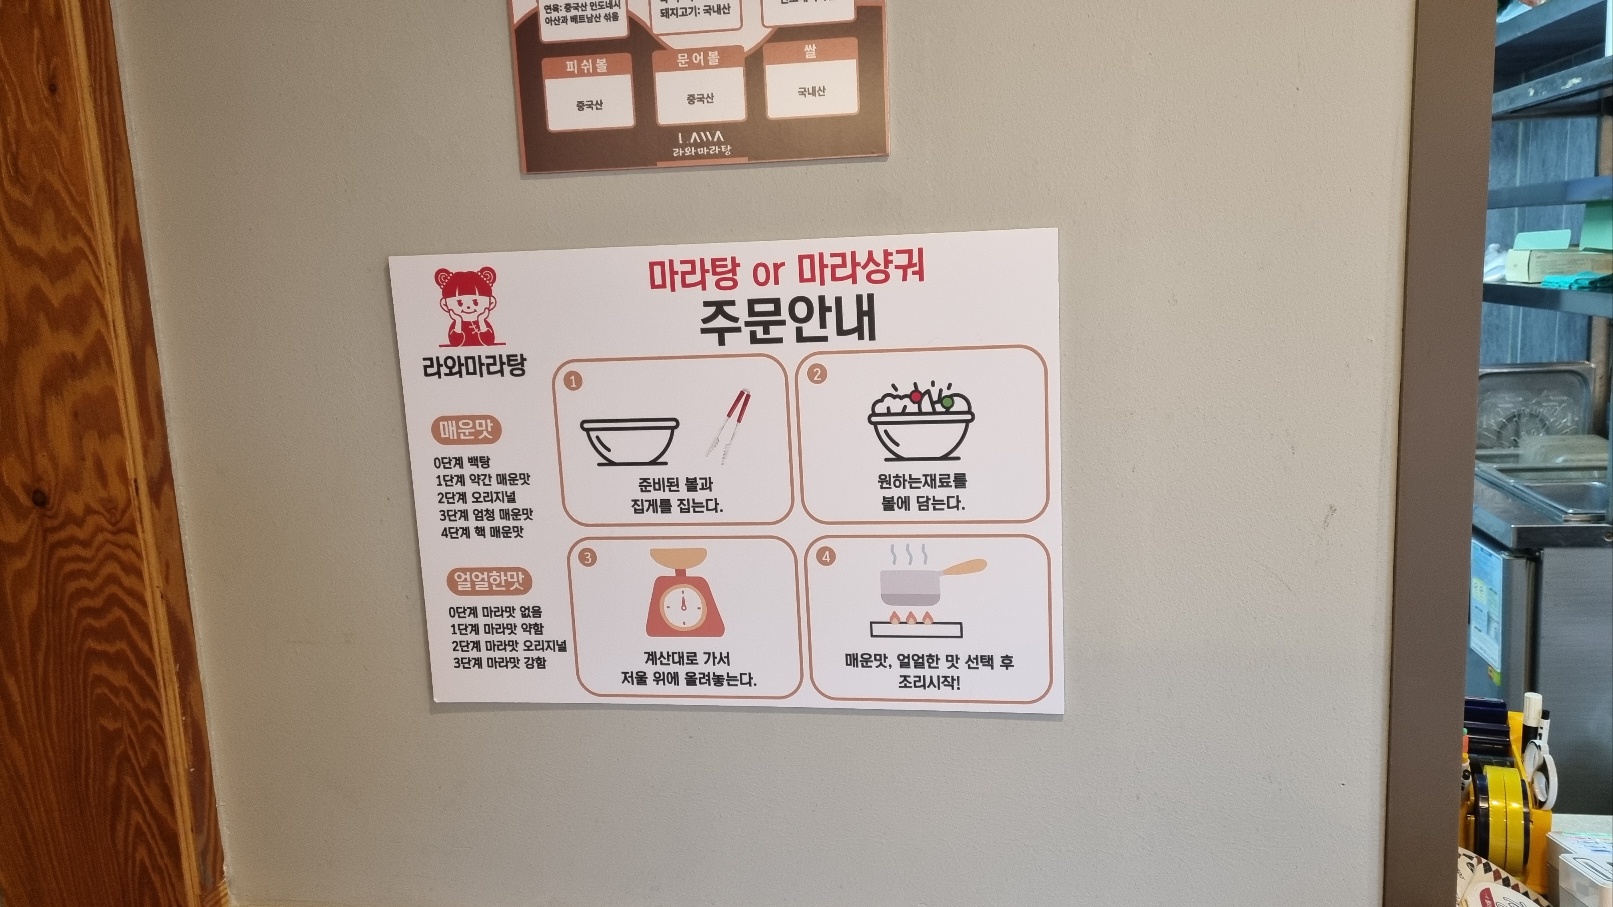 연육: 중국산 인도네시
아산과 베트남산 섞음
돼지고기: 국내산
피쉬볼
문어볼
쌀
중국산
중국산
국내산
LAWA
라와마라탕
마라탕 or 마라샹궈
주문안내
라와마라탕
매운맛
0단계 백탕
1단계 약간 매운맛
2단계 오리지널
3단계 엄청 매운맛
4단계 핵 매운맛
얼얼한맛
0단계 마라맛 없음
1단계 마라맛 약함
2단계 마라맛 오리지널
3단계 마라맛 강함
1
준비된 볼과
집게를 집는다.
2
원하는재료를
볼에 담는다.
3
계산대로 가서
저울 위에 올려놓는다.
4
매운맛, 얼얼한 맛 선택 후
조리시작!